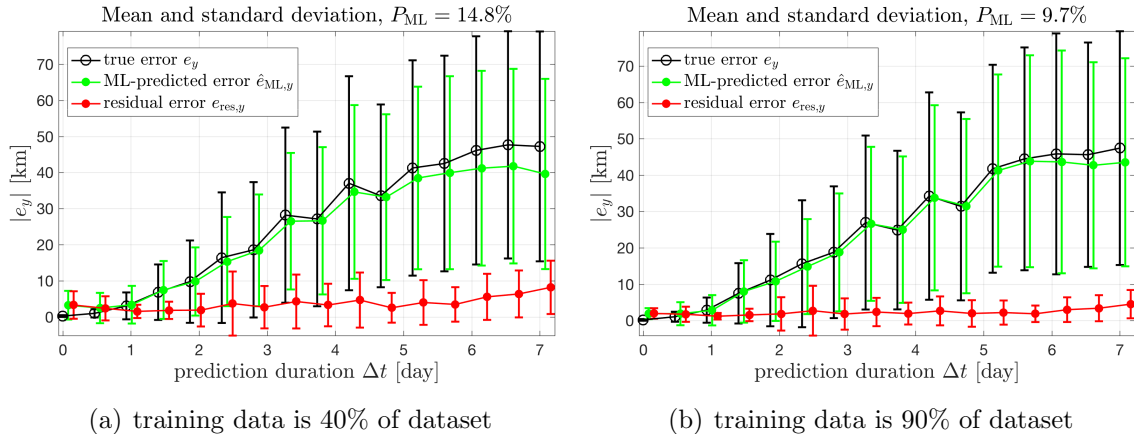 Mean and standard deviation, P_ML = 14.8%
true error e_y
ML-predicted error ê_ML,y
residual error e_res,y
|e_y| [km]
70
60
50
40
30
20
10
0
0 1 2 3 4 5 6 7
prediction duration Δt [day]
(a) training data is 40% of dataset
Mean and standard deviation, P_ML = 9.7%
true error e_y
ML-predicted error ê_ML,y
residual error e_res,y
|e_y| [km]
70
60
50
40
30
20
10
0
0 1 2 3 4 5 6 7
prediction duration Δt [day]
(b) training data is 90% of dataset